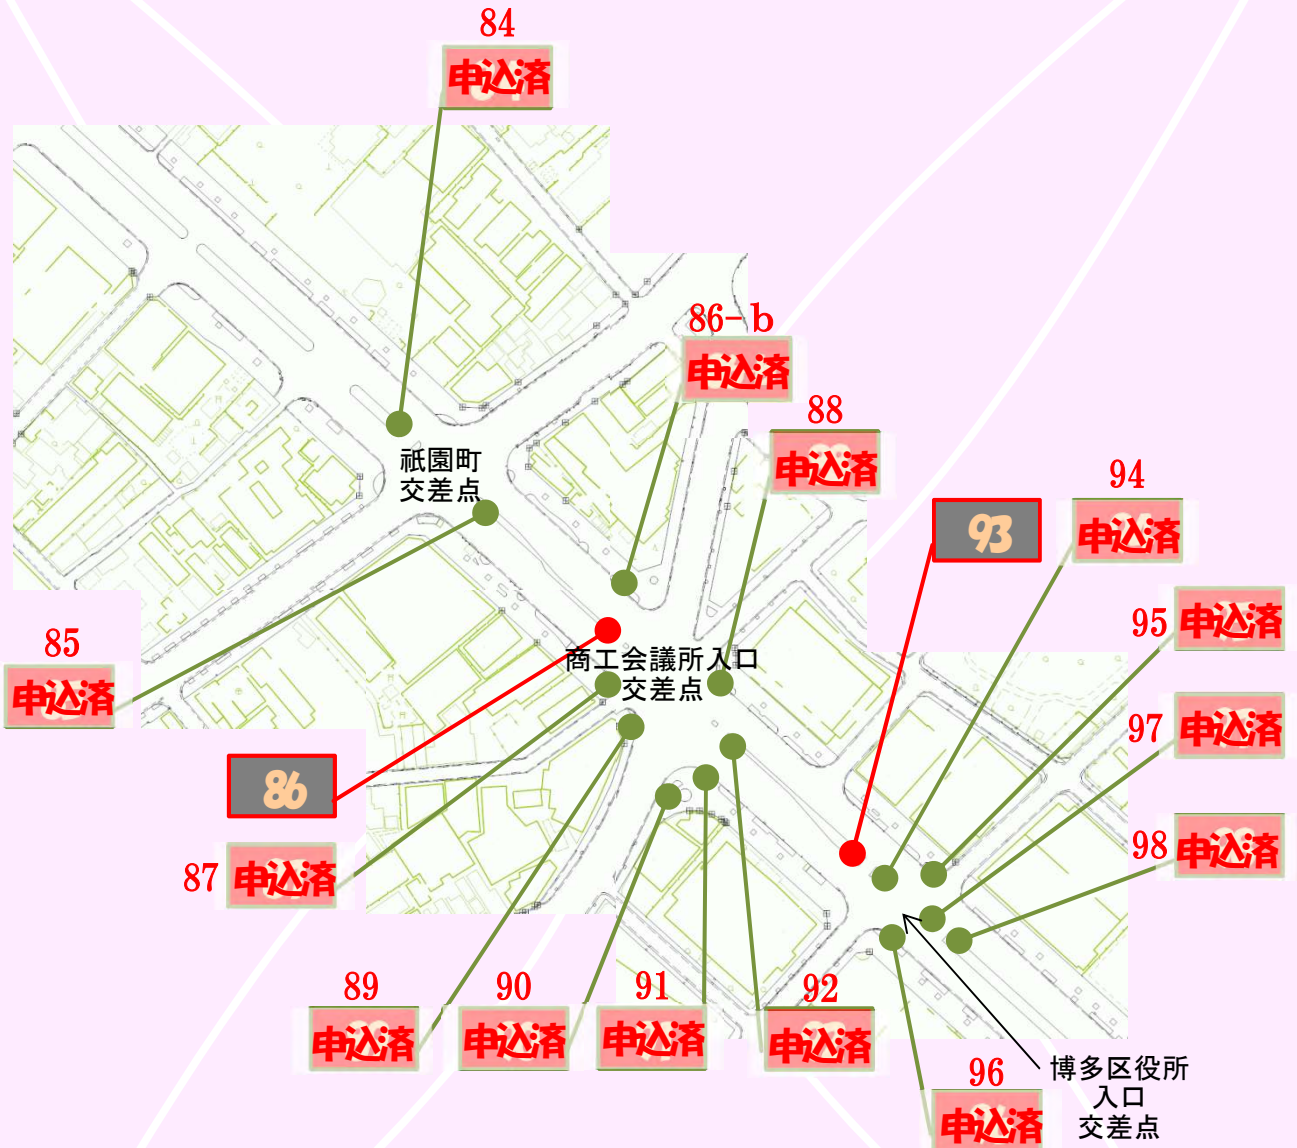 84
申込済
86-b
申込済
88
申込済
祇園町
交差点
94
申込済
93
95
申込済
85
申込済
商工会議所入口
交差点
97
申込済
86
98
申込済
87
申込済
89
申込済
90
申込済
91
申込済
92
申込済
96
申込済
博多区役所
入口
交差点